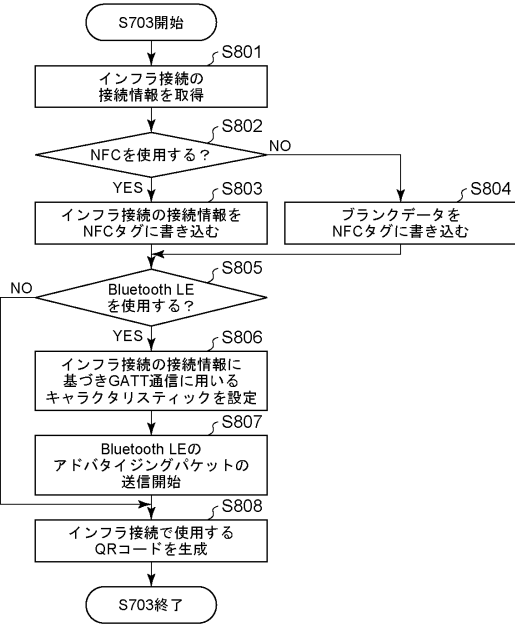 S703開始
S801
インフラ接続の
接続情報を取得
S802
NFCを使用する？
NO
YES
S803
インフラ接続の接続情報を
NFCタグに書き込む
S804
ブランクデータを
NFCタグに書き込む
S805
NO
Bluetooth LE
を使用する？
YES
S806
インフラ接続の接続情報に
基づきGATT通信に用いる
キャラクタリスティックを設定
S807
Bluetooth LEの
アドバタイジングパケットの
送信開始
S808
インフラ接続で使用する
QRコードを生成
S703終了